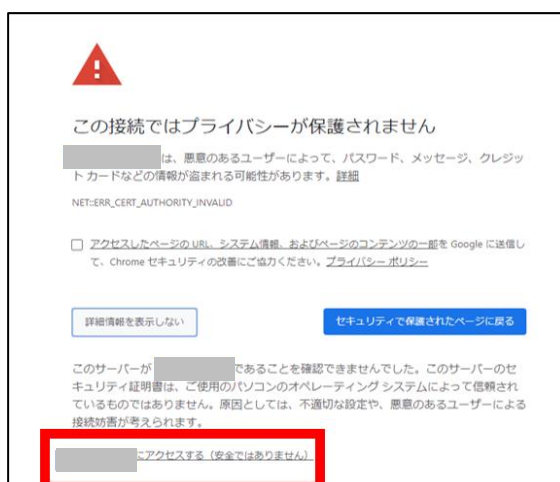 この接続ではプライバシーが保護されません
は、悪意のあるユーザーによって、パスワード、メッセージ、クレジッ
ト カードなどの情報が盗まれる可能性があります。詳細
NET::ERR_CERT_AUTHORITY_INVALID
アクセスしたページの URL、システム情報、およびページのコンテンツの一部を Google に送信し
て、Chrome セキュリティの改善にご協力ください。プライバシー ポリシー
詳細情報を表示しない
セキュリティで保護されたページに戻る
このサーバーが であることを確認できませんでした。このサーバーのセ
キュリティ証明書は、ご使用のパソコンのオペレーティング システムによって信頼され
ているものではありません。原因としては、不適切な設定や、悪意のあるユーザーによる
接続妨害が考えられます。
にアクセスする（安全ではありません）